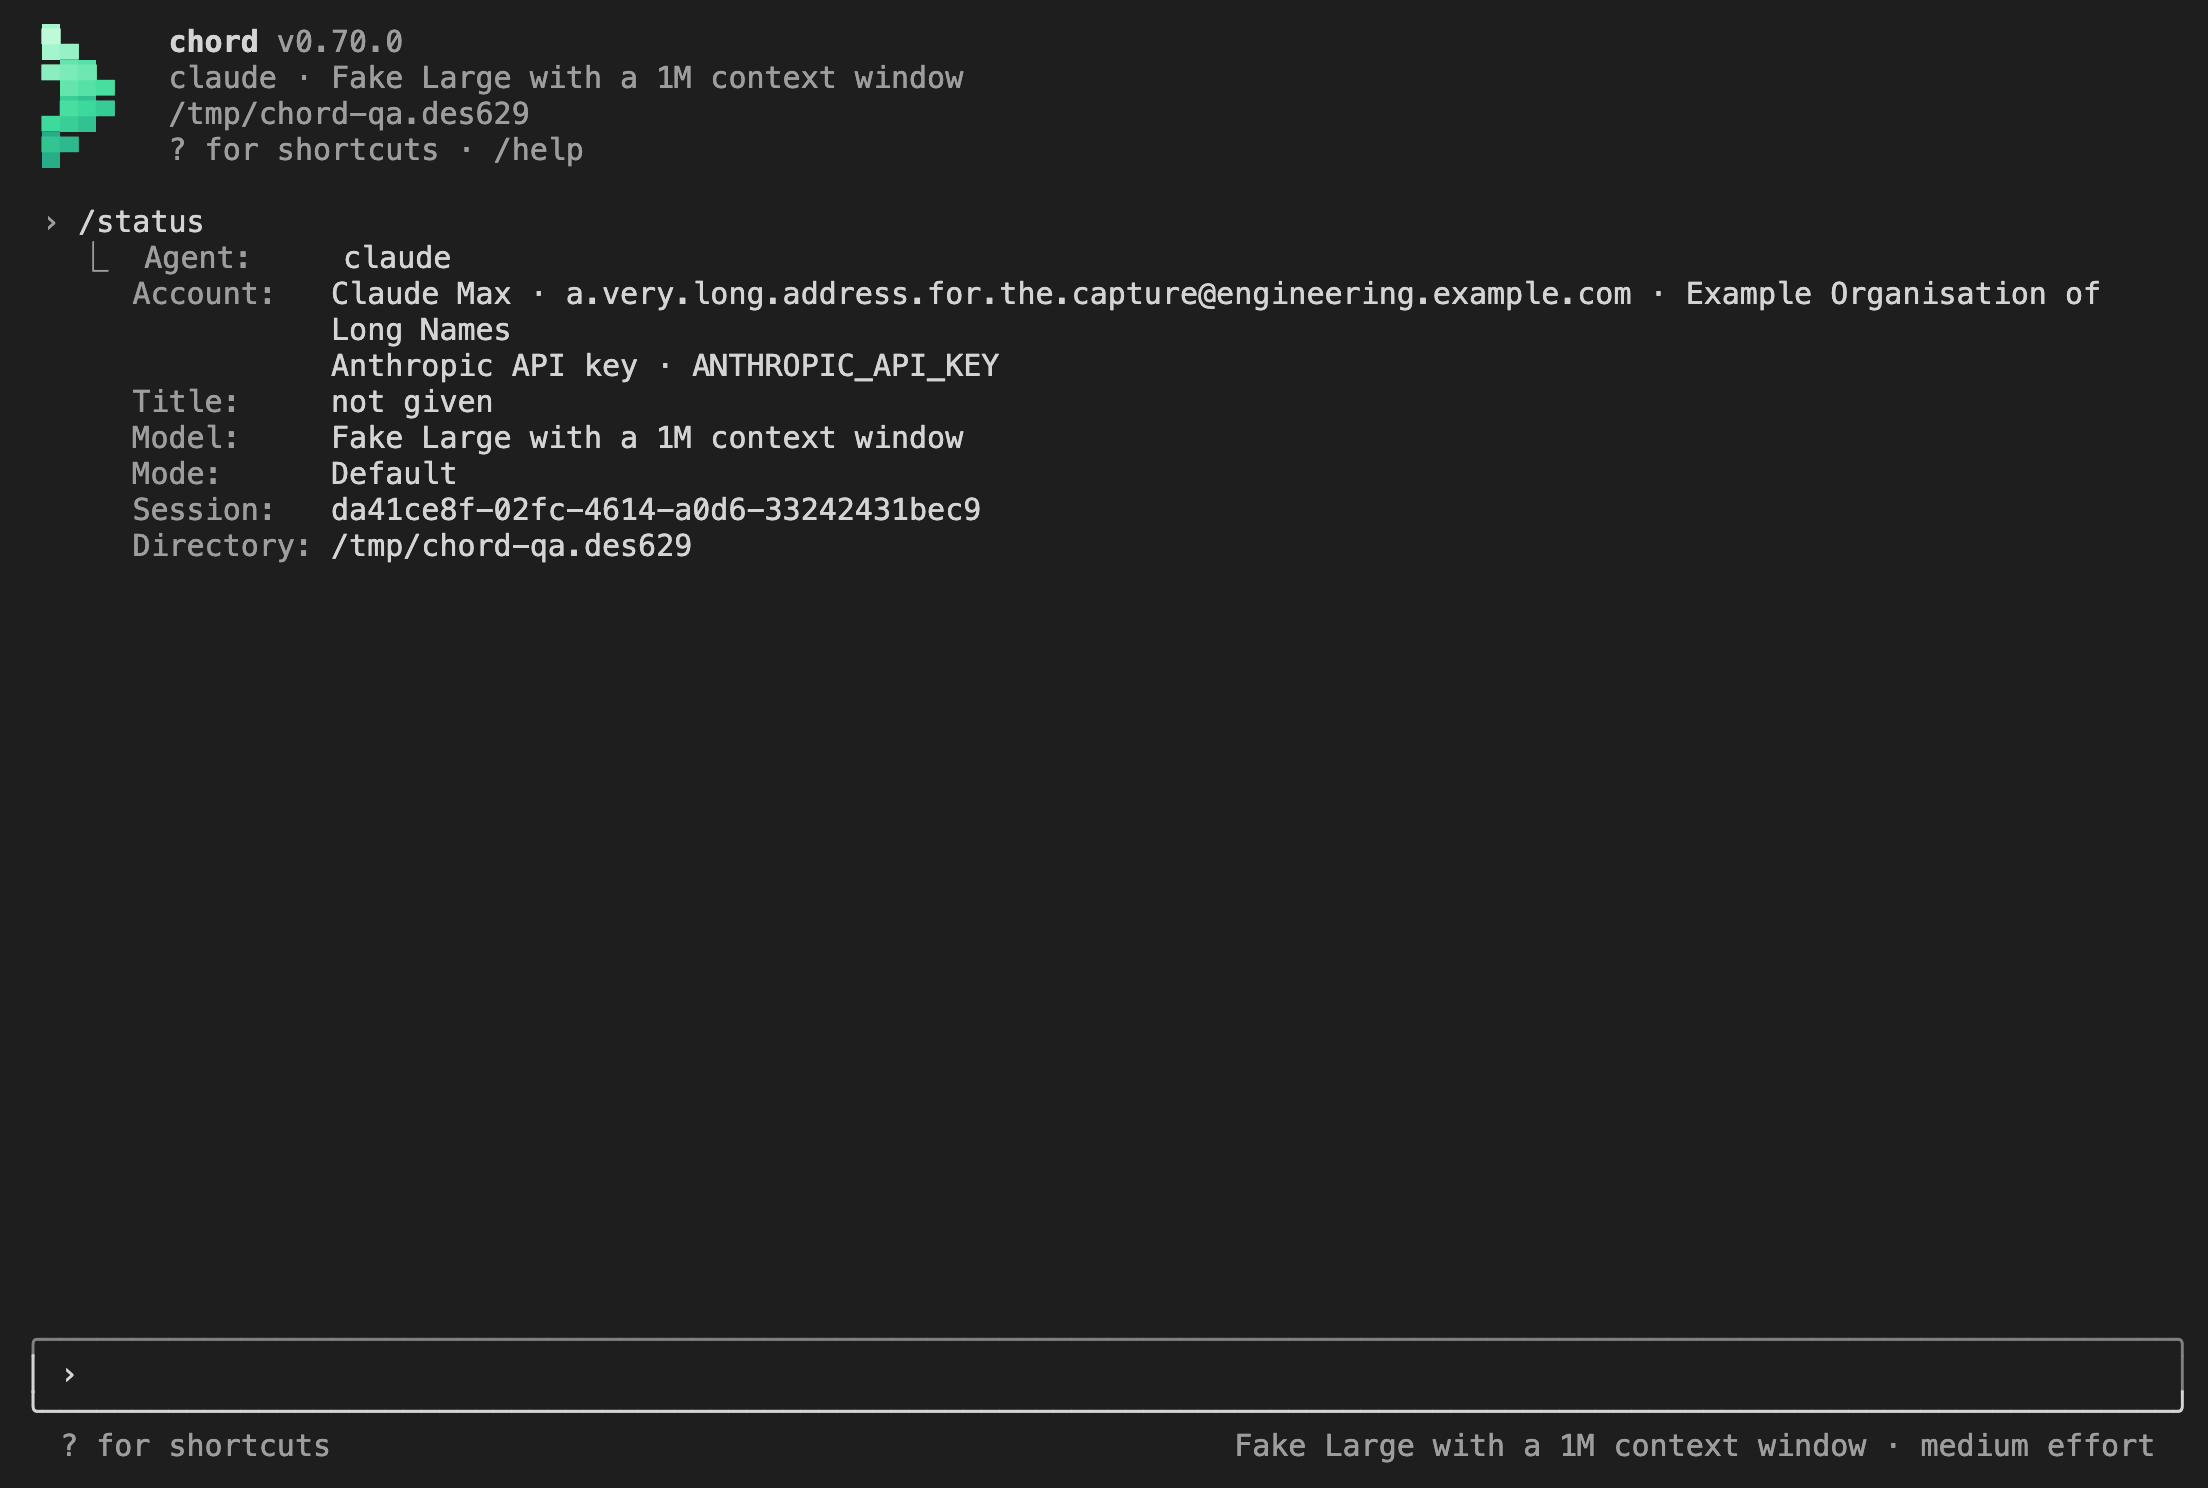 chord v0.70.0
claude · Fake Large with a 1M context window
/tmp/chord-qa.des629
? for shortcuts · /help
› /status
⎿  Agent:     claude
Account:   Claude Max · a.very.long.address.for.the.capture@engineering.example.com · Example Organisation of
Long Names
Anthropic API key · ANTHROPIC_API_KEY
Title:     not given
Model:     Fake Large with a 1M context window
Mode:      Default
Session:   da41ce8f-02fc-4614-a0d6-33242431bec9
Directory: /tmp/chord-qa.des629
›
? for shortcuts    Fake Large with a 1M context window · medium effort